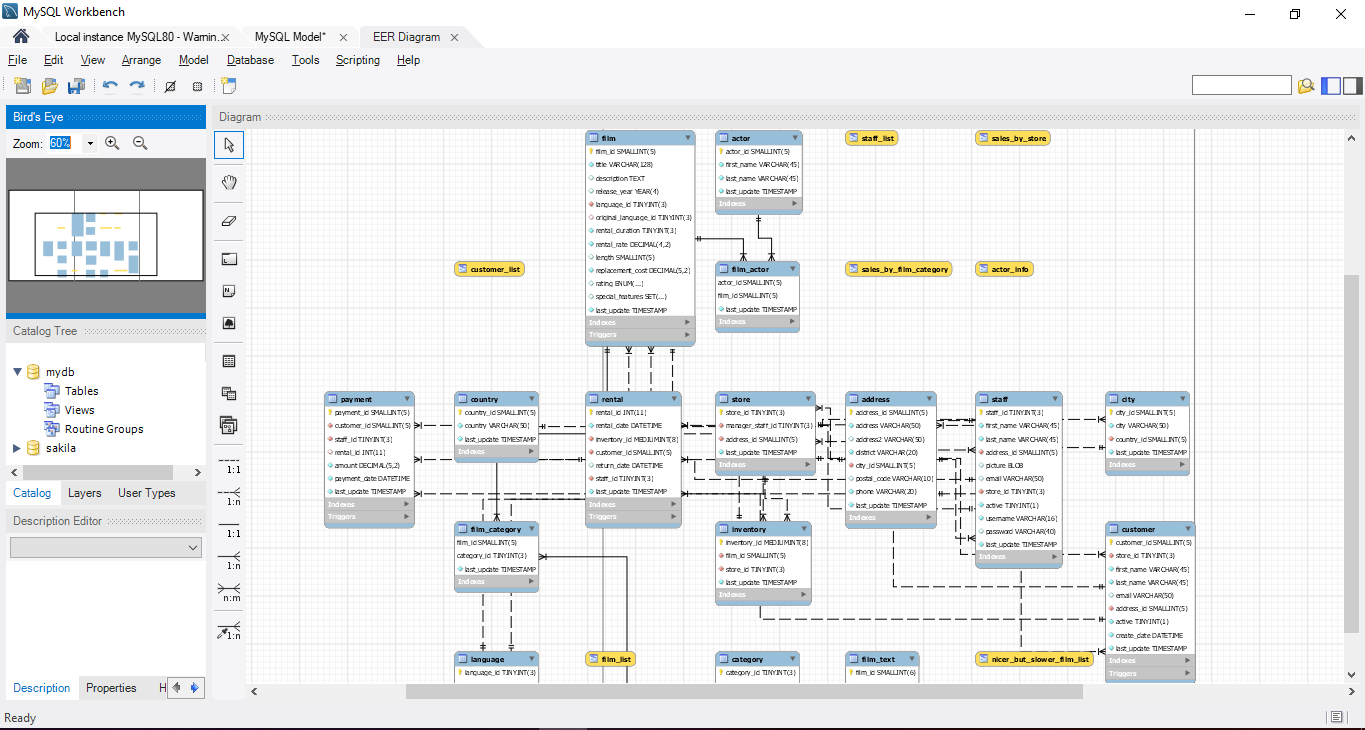 MySQL Workbench
Local instance MySQL80 - Warnin...
MySQL Model*
EER Diagram
File Edit View Arrange Model Database Tools Scripting Help
Bird's Eye
Zoom: 60%
Catalog Tree
mydb
Tables
Views
Routine Groups
sakila
Catalog Layers User Types
Description Editor
Description Properties H
Ready
Diagram
1:1
1:n
1:1
1:n
n:m
1:n
film
film_id SMALLINT(5)
title VARCHAR(128)
description TEXT
release_year YEAR(4)
language_id TINYINT(3)
original_language_id TINYINT(3)
rental_duration TINYINT(3)
rental_rate DECIMAL(4,2)
length SMALLINT(5)
replacement_cost DECIMAL(5,2)
rating ENUM(...)
special_features SET(...)
last_update TIMESTAMP
Indexes
Triggers
actor
actor_id SMALLINT(5)
first_name VARCHAR(45)
last_name VARCHAR(45)
last_update TIMESTAMP
Indexes
staff_list
sales_by_store
customer_list
film_actor
actor_id SMALLINT(5)
film_id SMALLINT(5)
last_update TIMESTAMP
Indexes
sales_by_film_category
actor_info
payment
payment_id SMALLINT(5)
customer_id SMALLINT(5)
staff_id TINYINT(3)
rental_id INT(11)
amount DECIMAL(5,2)
payment_date DATETIME
last_update TIMESTAMP
Indexes
Triggers
country
country_id SMALLINT(5)
country VARCHAR(50)
last_update TIMESTAMP
Indexes
rental
rental_id INT(11)
rental_date DATETIME
inventory_id MEDIUMINT(8)
customer_id SMALLINT(5)
return_date DATETIME
staff_id TINYINT(3)
last_update TIMESTAMP
Indexes
Triggers
store
store_id TINYINT(3)
manager_staff_id TINYINT(3)
address_id SMALLINT(5)
last_update TIMESTAMP
Indexes
address
address_id SMALLINT(5)
address VARCHAR(50)
address2 VARCHAR(50)
district VARCHAR(20)
city_id SMALLINT(5)
postal_code VARCHAR(10)
phone VARCHAR(20)
last_update TIMESTAMP
Indexes
staff
staff_id TINYINT(3)
first_name VARCHAR(45)
last_name VARCHAR(45)
address_id SMALLINT(5)
picture BLOB
email VARCHAR(50)
store_id TINYINT(3)
active TINYINT(1)
username VARCHAR(16)
password VARCHAR(40)
last_update TIMESTAMP
Indexes
city
city_id SMALLINT(5)
city VARCHAR(50)
country_id SMALLINT(5)
last_update TIMESTAMP
Indexes
film_category
film_id SMALLINT(5)
category_id TINYINT(3)
last_update TIMESTAMP
Indexes
inventory
inventory_id MEDIUMINT(8)
film_id SMALLINT(5)
store_id TINYINT(3)
last_update TIMESTAMP
Indexes
customer
customer_id SMALLINT(5)
store_id TINYINT(3)
first_name VARCHAR(45)
last_name VARCHAR(45)
email VARCHAR(50)
address_id SMALLINT(5)
active TINYINT(1)
create_date DATETIME
last_update TIMESTAMP
Indexes
Triggers
language
language_id TINYINT(3)
film_list
category
category_id TINYINT(3)
film_text
film_id SMALLINT(6)
nicer_but_slower_film_list